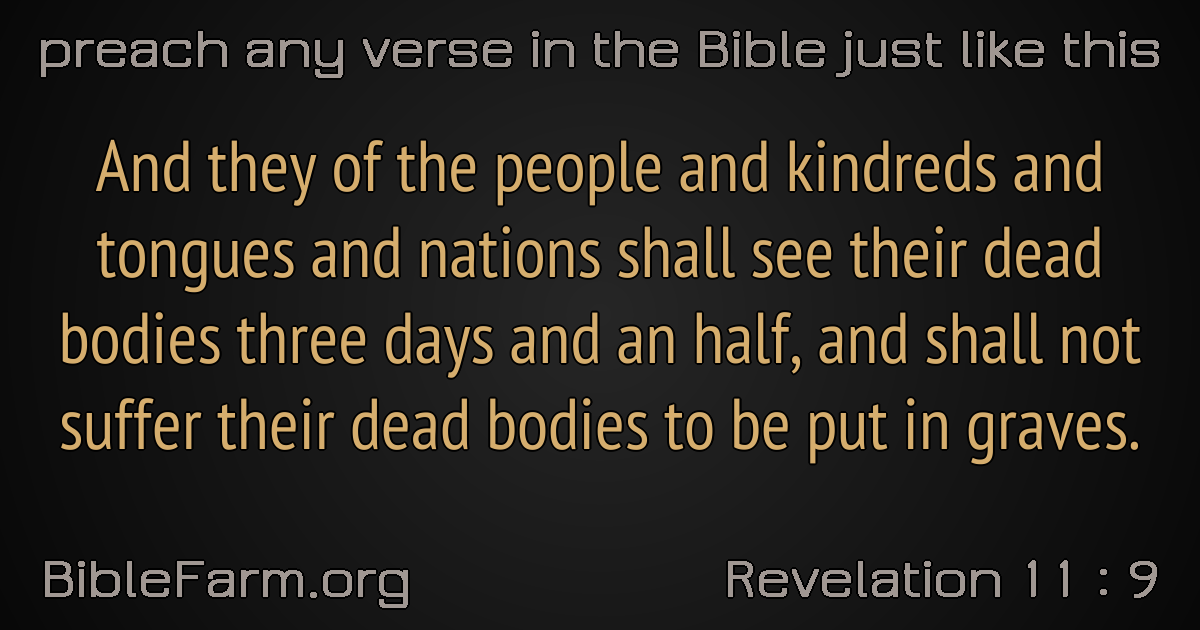 preach any verse in the Bible just like this
And they of the people and kindreds and
tongues and nations shall see their dead
bodies three days and an half, and shall not
suffer their dead bodies to be put in graves.
BibleFarm.org
Revelation 11 : 9